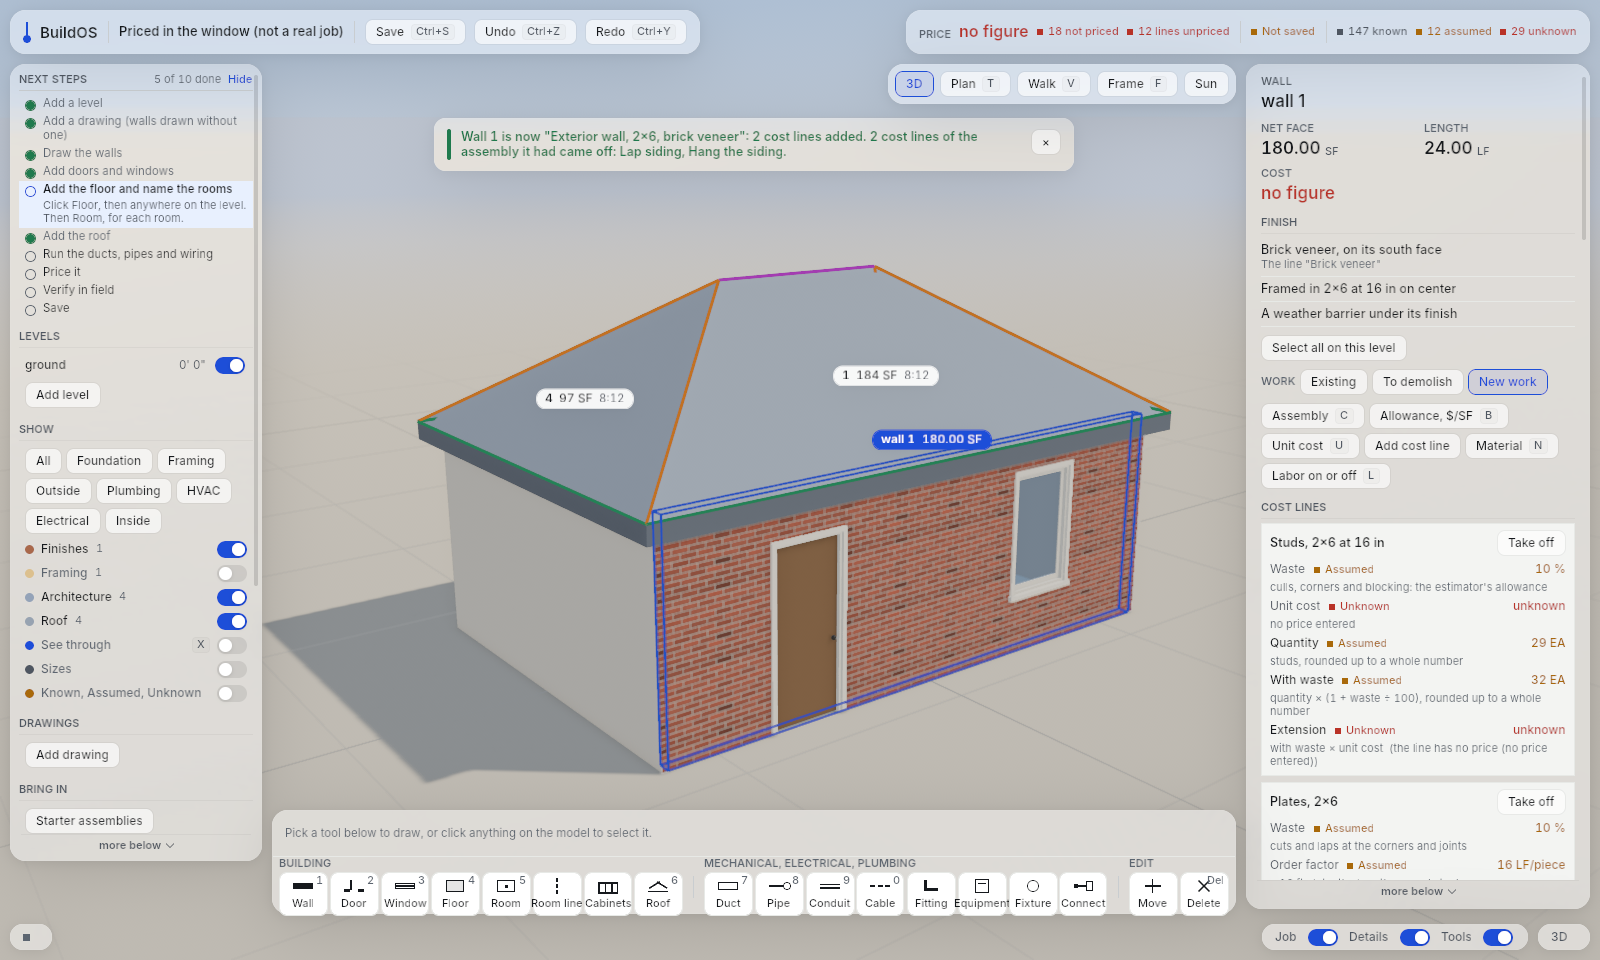 BuildOS
Priced in the window (not a real job)
Save Ctrl+S
Undo Ctrl+Z
Redo Ctrl+Y
PRICE no figure 18 not priced 12 lines unpriced Not saved 147 known 12 assumed 29 unknown
NEXT STEPS 5 of 10 done Hide
Add a level
Add a drawing (walls drawn without
one)
Draw the walls
Add doors and windows
Add the floor and name the rooms
Click Floor, then anywhere on the level.
Then Room, for each room.
Add the roof
Run the ducts, pipes and wiring
Price it
Verify in field
Save
LEVELS
ground 0' 0"
Add level
SHOW
All Foundation Framing
Outside Plumbing HVAC
Electrical Inside
Finishes 1
Framing 1
Architecture 4
Roof 4
See through X
Sizes
Known, Assumed, Unknown
DRAWINGS
Add drawing
BRING IN
Starter assemblies
more below
3D Plan T Walk V Frame F Sun
Wall 1 is now "Exterior wall, 2×6, brick veneer": 2 cost lines added. 2 cost lines of the
assembly it had came off: Lap siding, Hang the siding.
×
1 184 SF 8:12
4 97 SF 8:12
wall 1 180.00 SF
Pick a tool below to draw, or click anything on the model to select it.
BUILDING
1 Wall
2 Door
3 Window
4 Floor
5 Room
Room line
Cabinets
6 Roof
MECHANICAL, ELECTRICAL, PLUMBING
7 Duct
8 Pipe
9 Conduit
0 Cable
Fitting
Equipment
Fixture
Connect
EDIT
Move
Del Delete
WALL
wall 1
NET FACE LENGTH
180.00 SF 24.00 LF
COST
no figure
FINISH
Brick veneer, on its south face
The line "Brick veneer"
Framed in 2×6 at 16 in on center
A weather barrier under its finish
Select all on this level
WORK Existing To demolish New work
Assembly C Allowance, $/SF B
Unit cost U Add cost line Material N
Labor on or off L
COST LINES
Studs, 2×6 at 16 in Take off
Waste Assumed 10 %
culls, corners and blocking: the estimator's allowance
Unit cost Unknown unknown
no price entered
Quantity Assumed 29 EA
studs, rounded up to a whole number
With waste Assumed 32 EA
quantity × (1 + waste ÷ 100), rounded up to a whole
number
Extension Unknown unknown
with waste × unit cost (the line has no price (no price
entered))
Plates, 2×6 Take off
Waste Assumed 10 %
cuts and laps at the corners and joints
Order factor Assumed 16 LF/piece
more below
Job Details Tools 3D